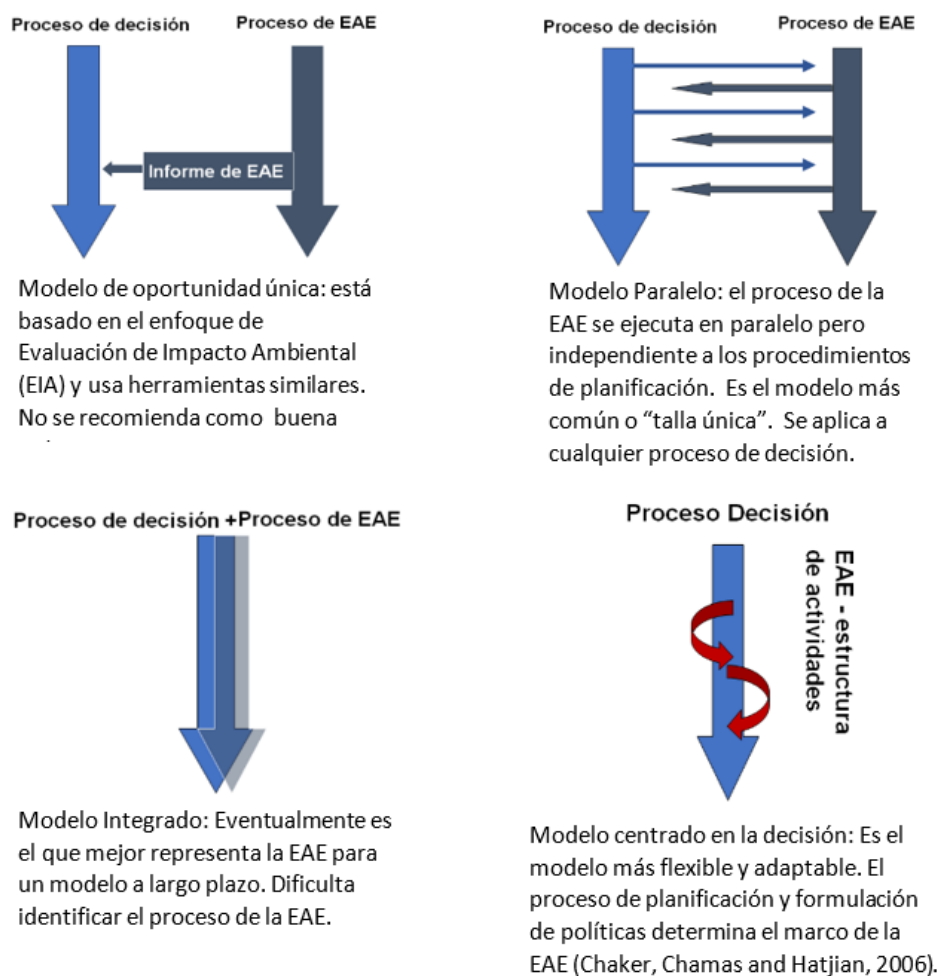 Proceso de decisión
Proceso de EAE
Informe de EAE
Modelo de oportunidad única: está
basado en el enfoque de
Evaluación de Impacto Ambiental
(EIA) y usa herramientas similares.
No se recomienda como buena
Proceso de decisión
Proceso de EAE
Modelo Paralelo: el proceso de la
EAE se ejecuta en paralelo pero
independiente a los procedimientos
de planificación. Es el modelo más
común o “talla única”. Se aplica a
cualquier proceso de decisión.
Proceso de decisión +Proceso de EAE
Modelo Integrado: Eventualmente es
el que mejor representa la EAE para
un modelo a largo plazo. Dificulta
identificar el proceso de la EAE.
Proceso Decisión
EAE - estructura
de actividades
Modelo centrado en la decisión: Es el
modelo más flexible y adaptable. El
proceso de planificación y formulación
de políticas determina el marco de la
EAE (Chaker, Chamas and Hatjian, 2006).